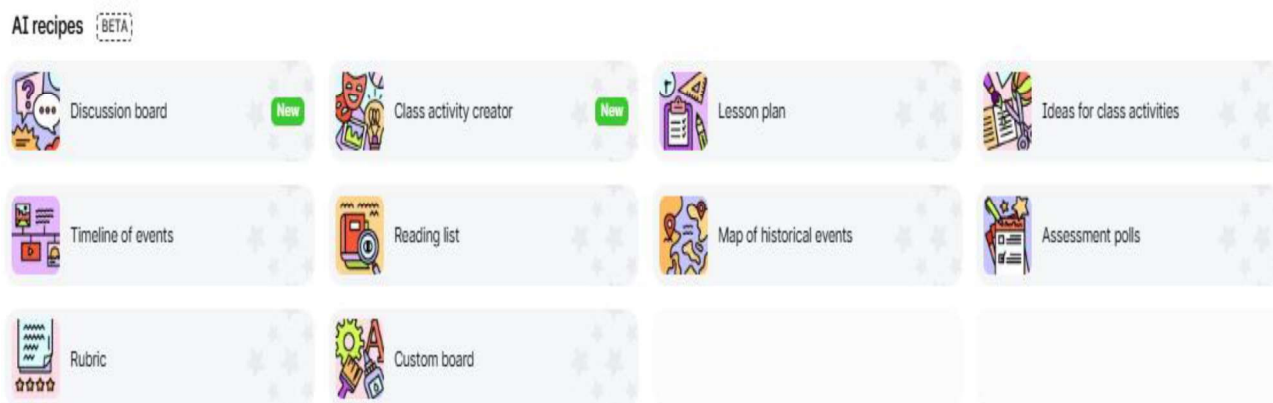 AI recipes BETA
Discussion board New
Class activity creator New
Lesson plan
Ideas for class activities
Timeline of events
Reading list
Map of historical events
Assessment polls
Rubric
Custom board